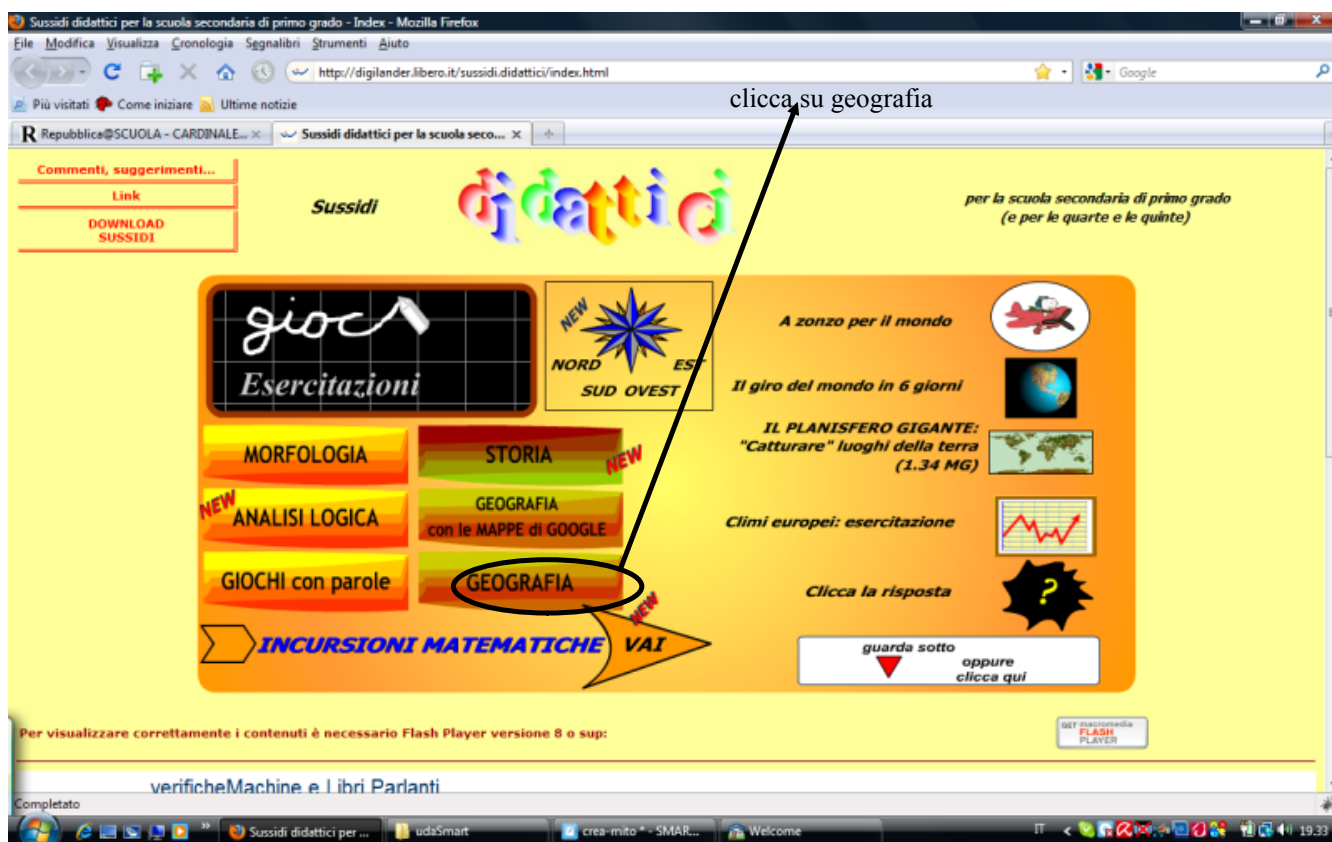 Sussidi didattici per la scuola secondaria di primo grado - Index - Mozilla Firefox
File Modifica Visualizza Cronologia Segnalibri Strumenti Aiuto
http://digilander.libero.it/sussidi.didattici/index.html
Google
Più visitati Come iniziare Ultime notizie
clicca su geografia
Repubblica@SCUOLA - CARDINALE...
Sussidi didattici per la scuola seco...
Commenti, suggerimenti...
Link
DOWNLOAD
SUSSIDI
Sussidi
didattici
per la scuola secondaria di primo grado
(e per le quarte e le quinte)
gioc
Esercitazioni
NEW
NORD EST
SUD OVEST
A zonzo per il mondo
Il giro del mondo in 6 giorni
IL PLANISFERO GIGANTE:
"Catturare" luoghi della terra
(1.34 MG)
Climi europei: esercitazione
Clicca la risposta
?
MORFOLOGIA
STORIA
NEW
NEW
ANALISI LOGICA
GEOGRAFIA
con le MAPPE di GOOGLE
GIOCHI con parole
GEOGRAFIA
NEW
INCURSIONI MATEMATICHE
VAI
guarda sotto
oppure
clicca qui
Per visualizzare correttamente i contenuti è necessario Flash Player versione 8 o sup:
GET macromedia
FLASH
PLAYER
verificheMachine e Libri Parlanti
Completato
Sussidi didattici per ...
udaSmart
crea-mito * - SMAR...
Welcome
IT
19.33